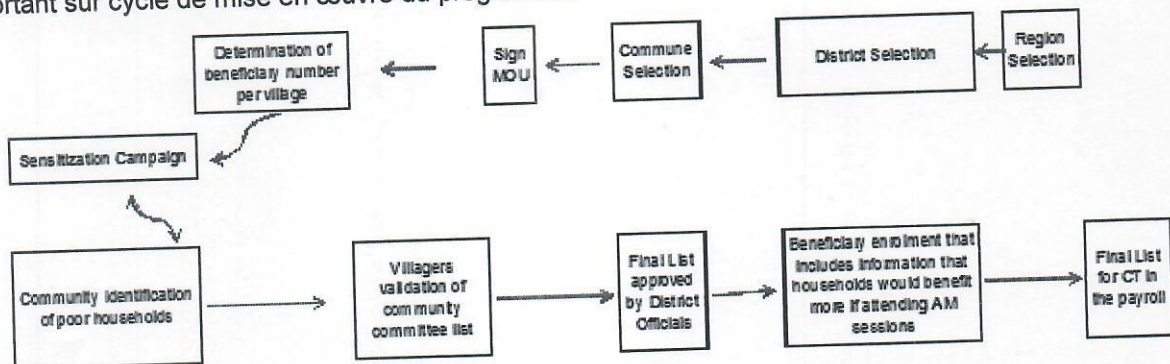 ortant sur cycle de mise en œuvre du prog
Region
Selection
District Selection
Commune
Selection
Sign
MOU
Determination of
beneficiary number
per village
Sensitization Campaign
Community Identification
of poor households
Villagers
validation of
community
committee list
Final List
approved
by District
Officials
Beneficiary enrolment that
includes information that
households would benefit
more if attending AM
sessions
Final List
for CT in
the payroll